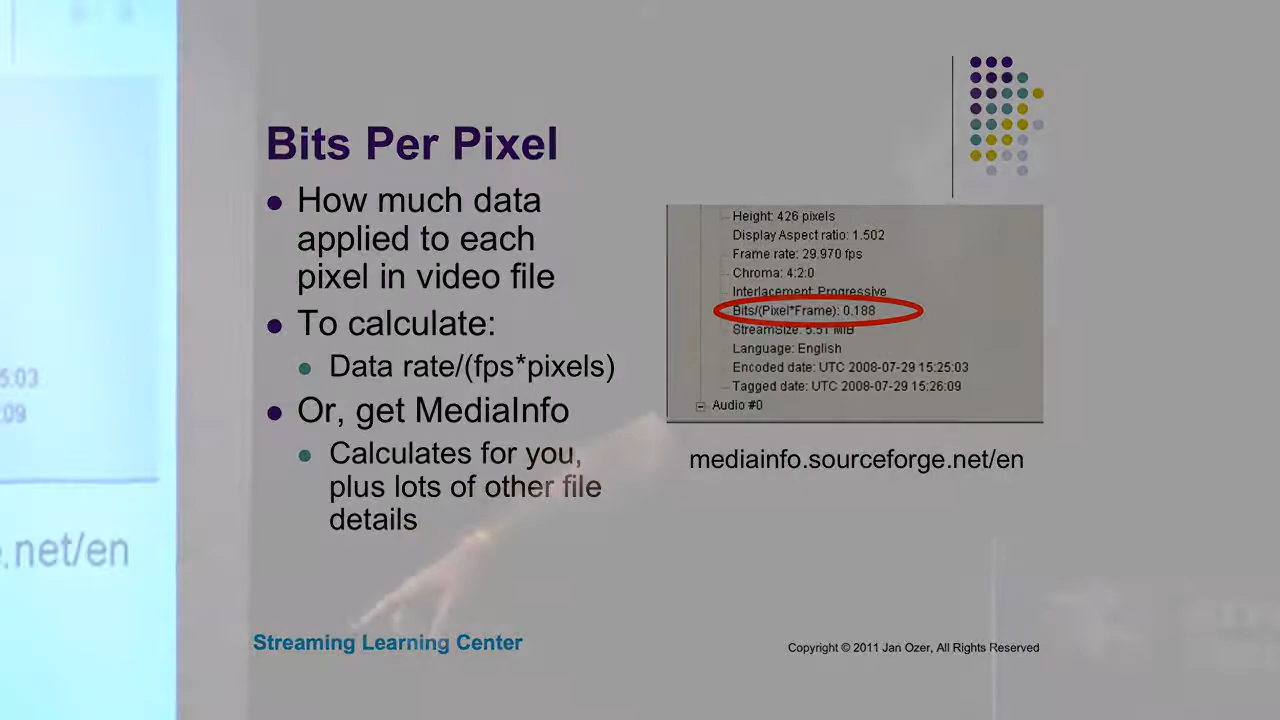 Bits Per Pixel
How much data
applied to each
pixel in video file
To calculate:
Data rate/(fps*pixels)
Or, get MediaInfo
Calculates for you,
plus lots of other file
details
Height: 426 pixels
Display Aspect ratio: 1.502
Frame rate: 29.970 fps
Chroma: 4:2:0
Interlacement: Progressive
Bits/(Pixel*Frame): 0.188
StreamSize: 5.51 MiB
Language: English
Encoded date: UTC 2008-07-29 15:25:03
Tagged date: UTC 2008-07-29 15:26:09
Audio #0
mediainfo.sourceforge.net/en
5:03
:09
.net/en
Streaming Learning Center
Copyright © 2011 Jan Ozer, All Rights Reserved